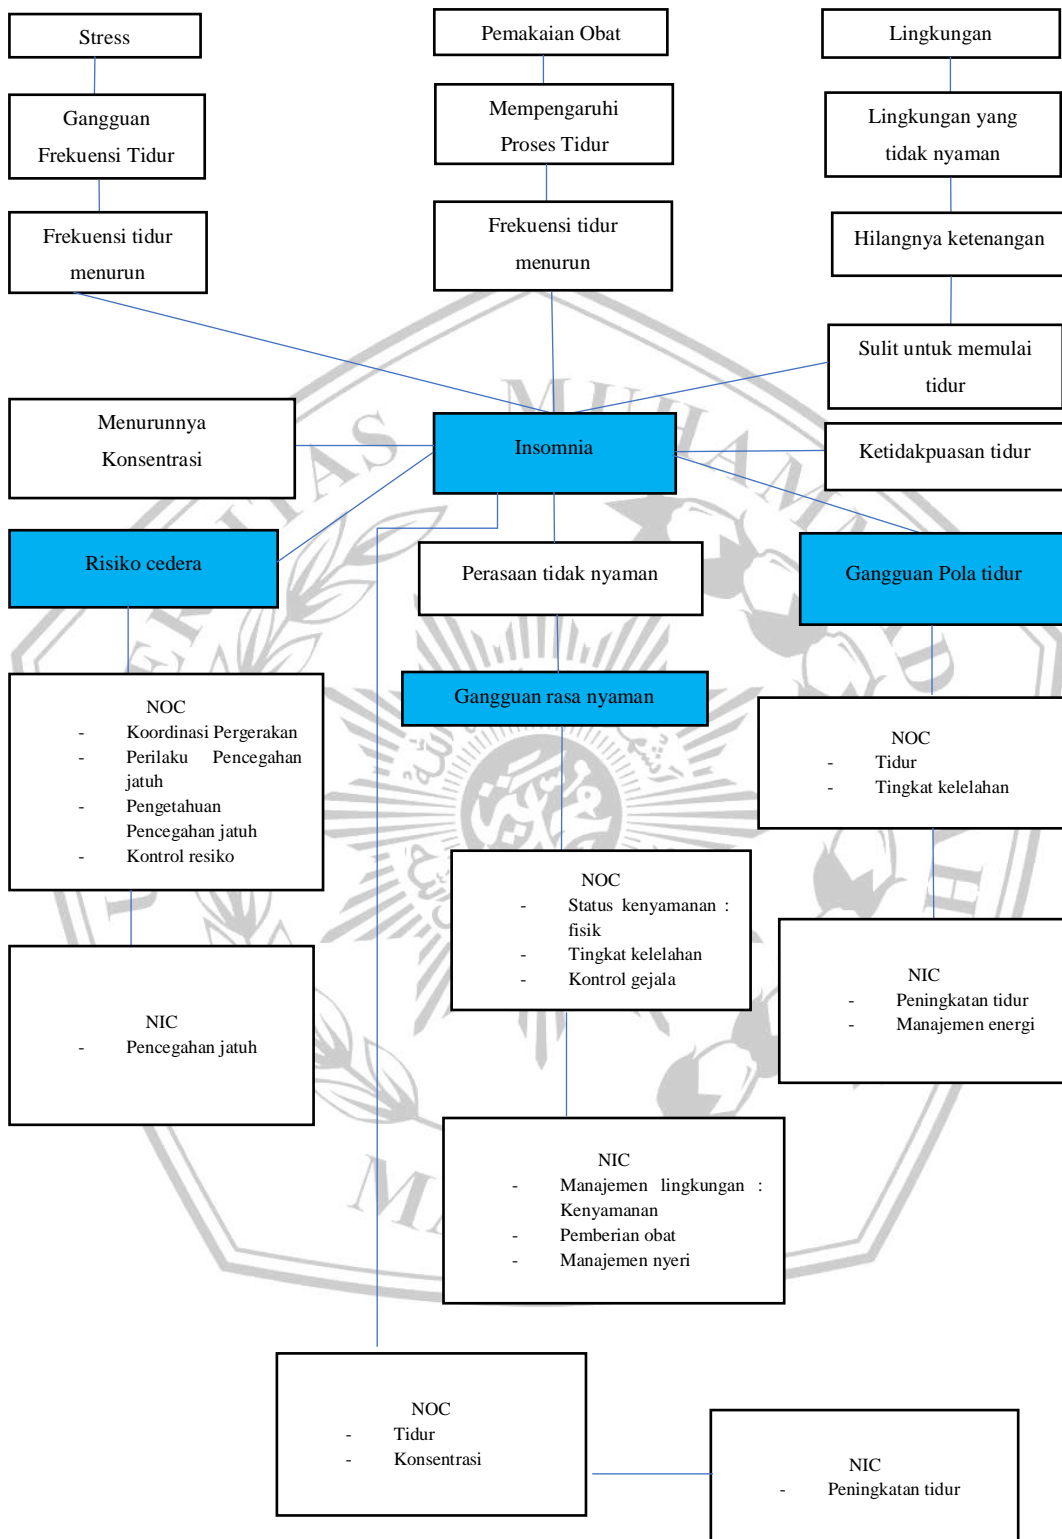 Stress
Pemakaian Obat
Lingkungan
Gangguan
Frekuensi Tidur
Mempengaruhi
Proses Tidur
Lingkungan yang
tidak nyaman
Frekuensi tidur
menurun
Frekuensi tidur
menurun
Hilangnya ketenangan
Sulit untuk memulai
tidur
Menurunnya
Konsentrasi
Insomnia
Ketidakpuasan tidur
Risiko cedera
Perasaan tidak nyaman
Gangguan Pola tidur
Gangguan rasa nyaman
NOC
- Koordinasi Pergerakan
- Perilaku Pencegahan
jatuh
- Pengetahuan
Pencegahan jatuh
- Kontrol resiko
NOC
- Tidur
- Tingkat kelelahan
NOC
- Status kenyamanan :
fisik
- Tingkat kelelahan
- Kontrol gejala
NIC
- Pencegahan jatuh
NIC
- Peningkatan tidur
- Manajemen energi
NIC
- Manajemen lingkungan :
Kenyamanan
- Pemberian obat
- Manajemen nyeri
NOC
- Tidur
- Konsentrasi
NIC
- Peningkatan tidur